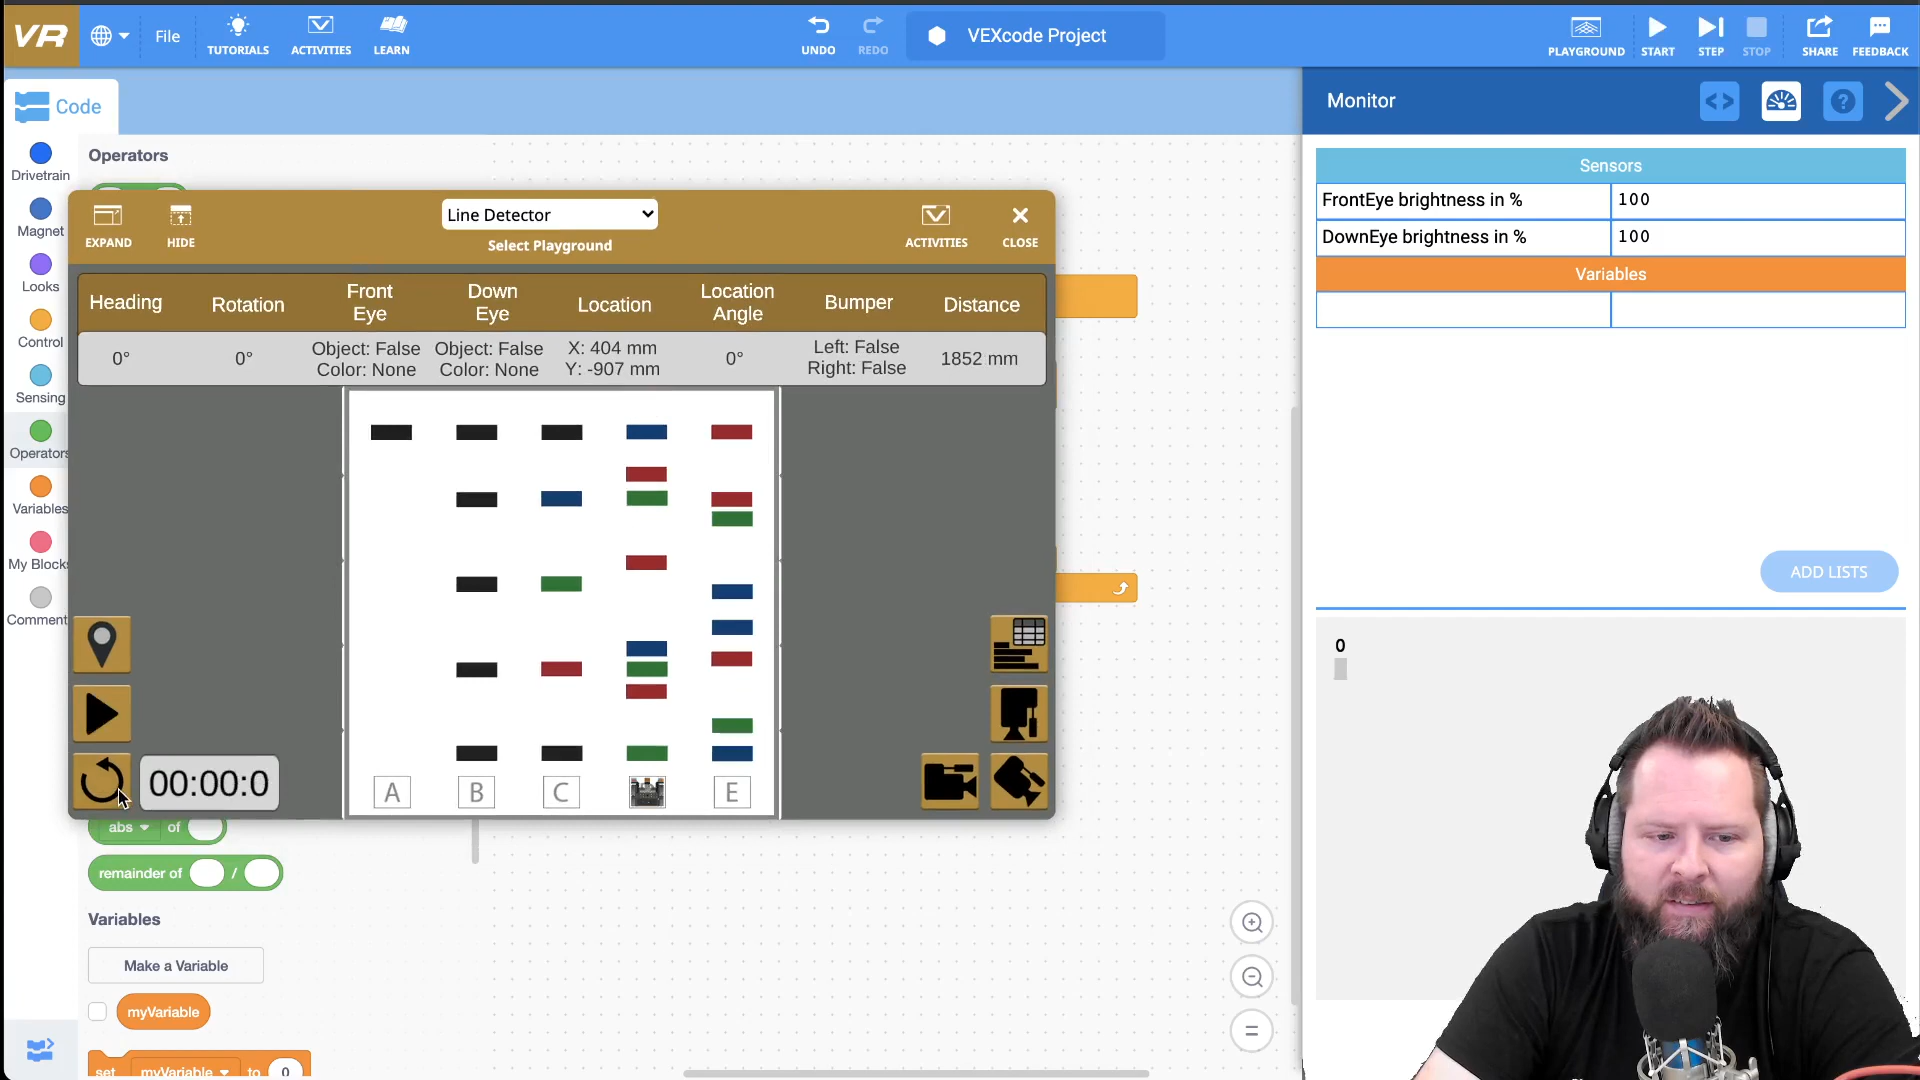 VR
File
TUTORIALS
ACTIVITIES
LEARN
UNDO
REDO
VEXcode Project
PLAYGROUND
START
STEP
STOP
SHARE
FEEDBACK
Code
Monitor
Drivetrain
Magnet
Looks
Control
Sensing
Operators
Variables
My Blocks
Comment
Operators
EXPAND
HIDE
Line Detector
Select Playground
ACTIVITIES
CLOSE
Heading Rotation Front Eye Down Eye Location Location Angle Bumper Distance
0° 0° Object: False Object: False X: 404 mm 0° Left: False 1852 mm
Color: None Color: None Y: -907 mm Right: False
A B C E
00:00:0
abs of
remainder of /
Variables
Make a Variable
myVariable
set myVariable to 0
Sensors
FrontEye brightness in % 100
DownEye brightness in % 100
Variables
ADD LISTS
0